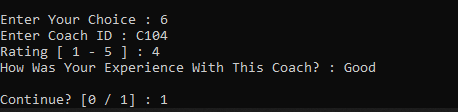 Enter Your Choice : 6
Enter Coach ID : C104
Rating [ 1 - 5 ] : 4
How Was Your Experience With This Coach? : Good
Continue? [0 / 1] : 1